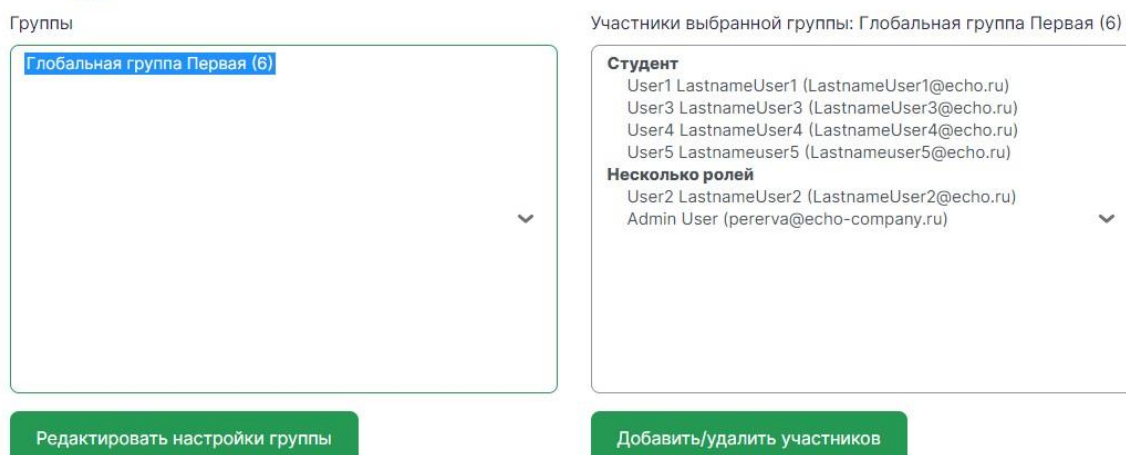 Группы
Глобальная группа Первая (6)
Редактировать настройки группы
Участники выбранной группы: Глобальная группа Первая (6)
Студент
User1 LastnameUser1 (LastnameUser1@echo.ru)
User3 LastnameUser3 (LastnameUser3@echo.ru)
User4 LastnameUser4 (LastnameUser4@echo.ru)
User5 Lastnameuser5 (Lastnameuser5@echo.ru)
Несколько ролей
User2 LastnameUser2 (LastnameUser2@echo.ru)
Admin User (pererva@echo-company.ru)
Добавить/удалить участников